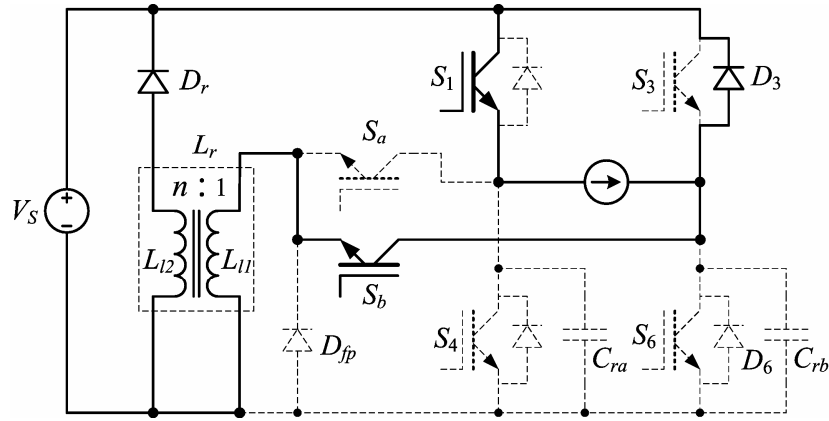 D_r
S_1
S_3
D_3
S_a
L_r
n : 1
V_S
L_l2
L_l1
S_b
D_fp
S_4
C_ra
S_6
D_6
C_rb